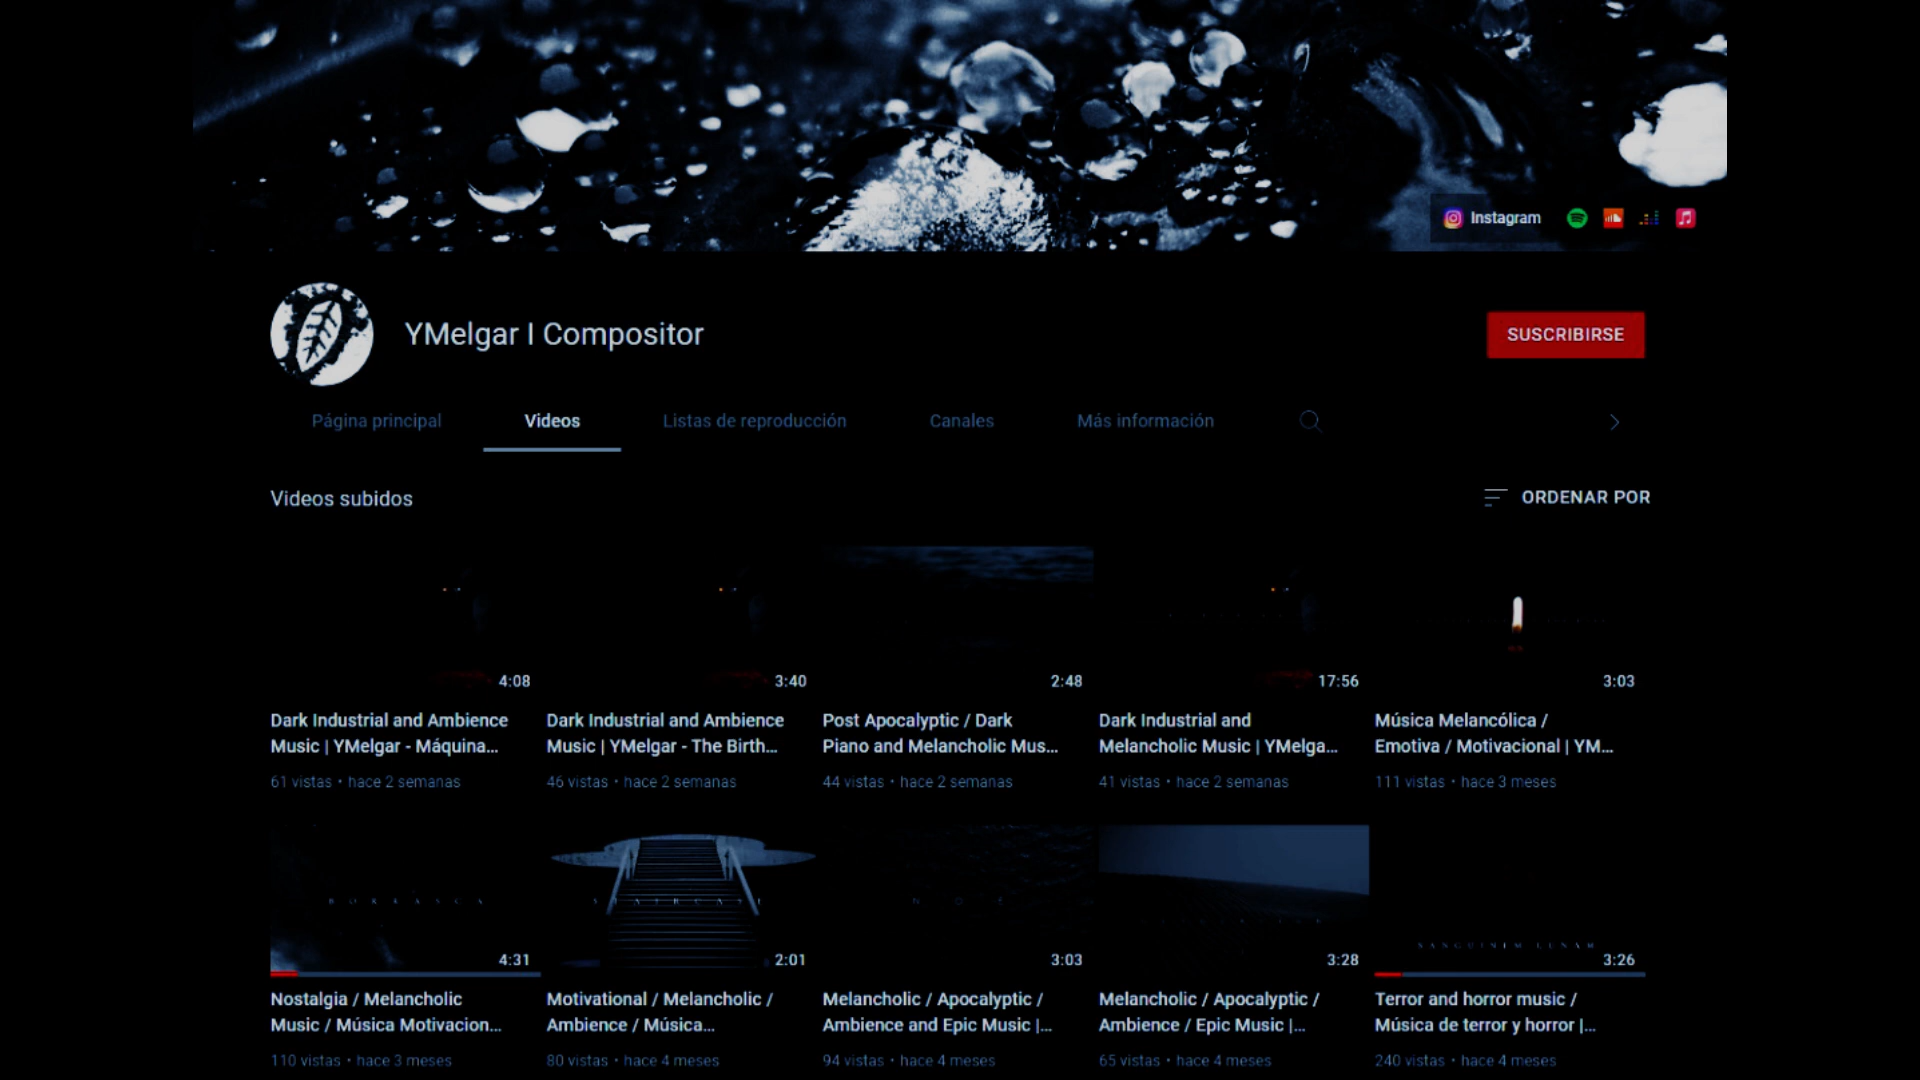 Instagram
YMelgar I Compositor
SUSCRIBIRSE
Página principal
Videos
Listas de reproducción
Canales
Más información
Videos subidos
ORDENAR POR
4:08
3:40
2:48
17:56
3:03
Dark Industrial and Ambience
Music | YMelgar - Máquina...
61 vistas • hace 2 semanas
Dark Industrial and Ambience
Music | YMelgar - The Birth...
46 vistas • hace 2 semanas
Post Apocalyptic / Dark
Piano and Melancholic Mus...
44 vistas • hace 2 semanas
Dark Industrial and
Melancholic Music | YMelga...
41 vistas • hace 2 semanas
Música Melancólica /
Emotiva / Motivacional | YM...
111 vistas • hace 3 meses
BORRASCA
STAIRCASE
NOÉ
SANGUINEM LUNAM
4:31
2:01
3:03
3:28
3:26
Nostalgia / Melancholic
Music / Música Motivacion...
110 vistas • hace 3 meses
Motivational / Melancholic /
Ambience / Música...
80 vistas • hace 4 meses
Melancholic / Apocalyptic /
Ambience and Epic Music |...
94 vistas • hace 4 meses
Melancholic / Apocalyptic /
Ambience / Epic Music |...
65 vistas • hace 4 meses
Terror and horror music /
Música de terror y horror |...
240 vistas • hace 4 meses